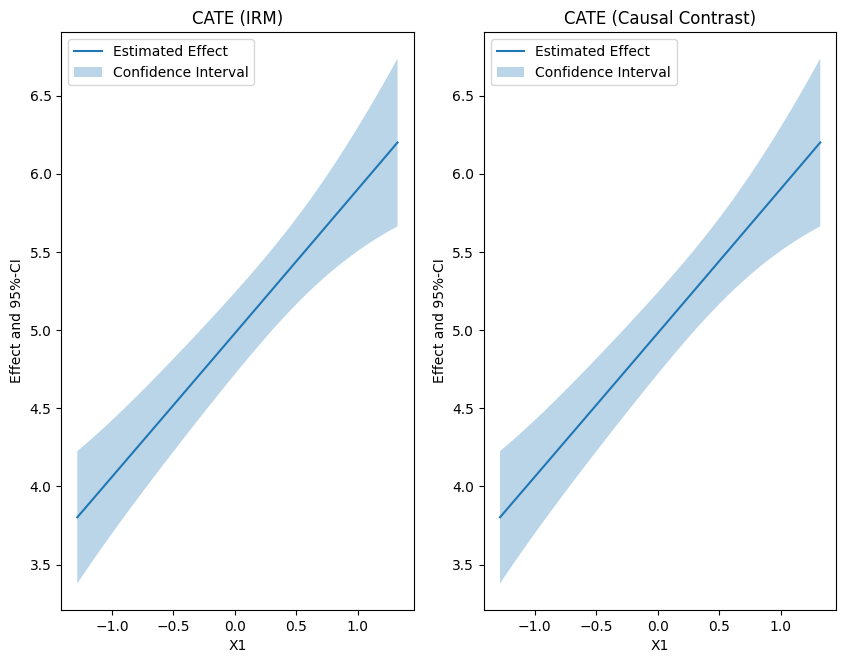 CATE (IRM)
Estimated Effect
Confidence Interval
Effect and 95%-CI
6.5
6.0
5.5
5.0
4.5
4.0
3.5
−1.0
−0.5
0.0
0.5
1.0
X1
CATE (Causal Contrast)
Estimated Effect
Confidence Interval
Effect and 95%-CI
6.5
6.0
5.5
5.0
4.5
4.0
3.5
−1.0
−0.5
0.0
0.5
1.0
X1